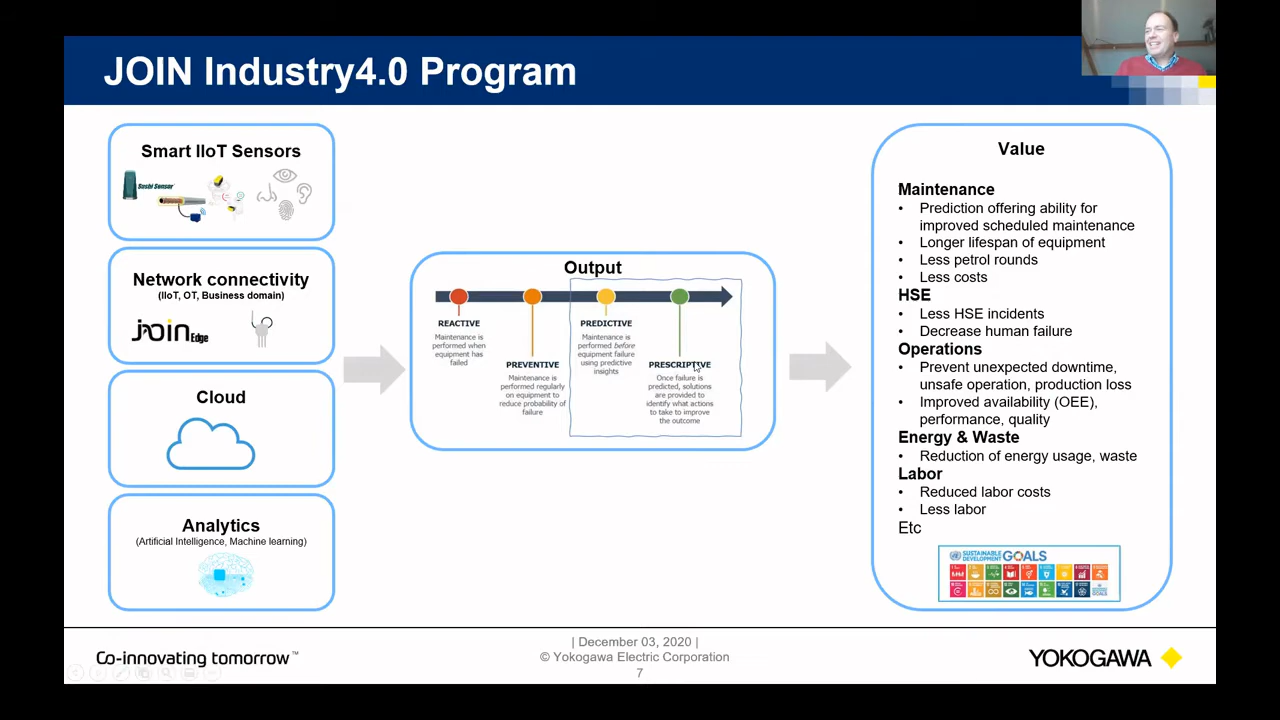 JOIN Industry4.0 Program
Smart IIoT Sensors
Sushi Sensor
Network connectivity
(IIoT, OT, Business domain)
JOIN Edge
Cloud
Analytics
(Artificial Intelligence, Machine learning)
Output
REACTIVE
Maintenance is
performed when
equipment has
failed
PREVENTIVE
Maintenance is
performed regularly
on equipment to
reduce probability of
failure
PREDICTIVE
Maintenance is
performed before
equipment failure
using predictive
insights
PRESCRIPTIVE
Once failure is
predicted, solutions
are provided to
identify what actions
to take to improve
the outcome
Value
Maintenance
• Prediction offering ability for
improved scheduled maintenance
• Longer lifespan of equipment
• Less petrol rounds
• Less costs
HSE
• Less HSE incidents
• Decrease human failure
Operations
• Prevent unexpected downtime,
unsafe operation, production loss
• Improved availability (OEE),
performance, quality
Energy & Waste
• Reduction of energy usage, waste
Labor
• Reduced labor costs
• Less labor
Etc
SUSTAINABLE
DEVELOPMENT
GOALS
Co-innovating tomorrow™
| December 03, 2020 |
© Yokogawa Electric Corporation
7
YOKOGAWA